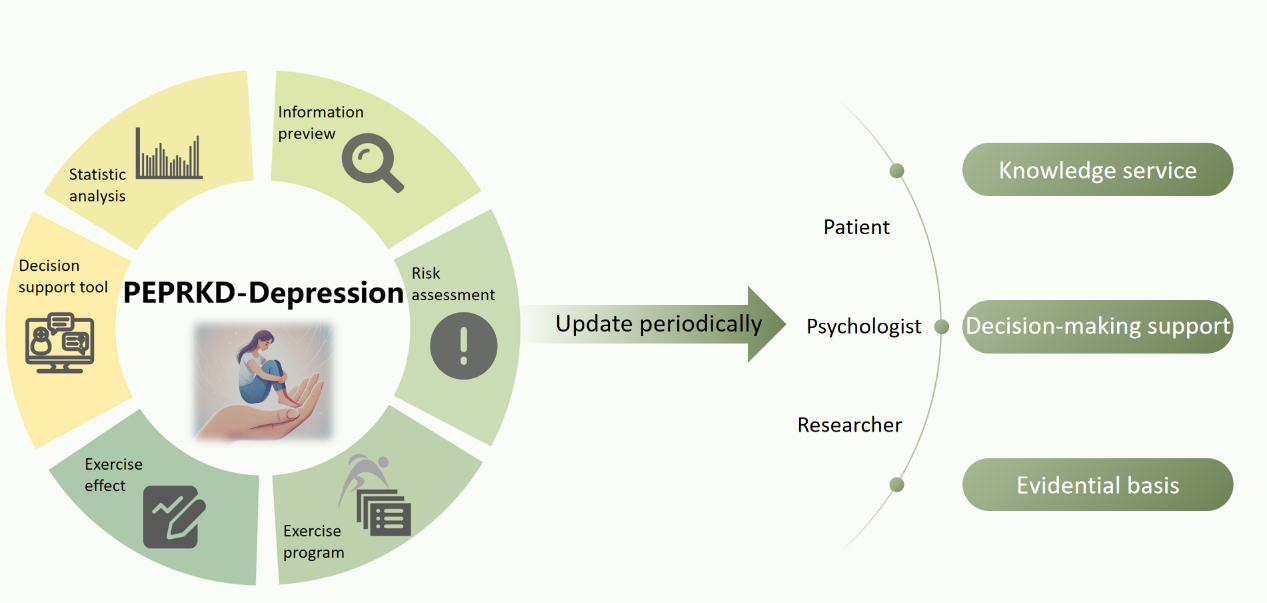 Information
preview
Statistic
analysis
Decision
support tool
PEPRKD-Depression
Risk
assessment
Exercise
effect
Exercise
program
Update periodically
Patient
Psychologist
Researcher
Knowledge service
Decision-making support
Evidential basis